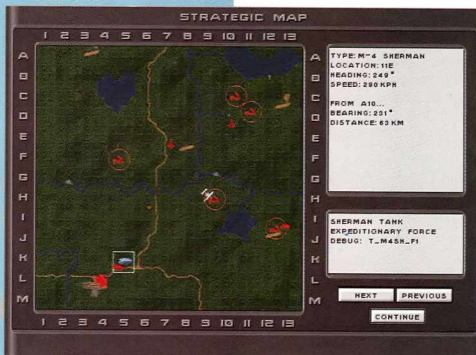 STRATEGIC MAP
1 2 3 4 5 6 7 8 9 10 11 12 13
A
B
C
D
E
F
G
H
I
J
K
L
M
A
B
C
D
E
F
G
H
I
J
K
L
M
1 2 3 4 5 6 7 8 9 10 11 12 13
TYPE: M-4 SHERMAN
LOCATION: 11E
HEADING: 249°
SPEED: 290 KPH
FROM A10...
BEARING: 231°
DISTANCE: 63 KM
SHERMAN TANK
EXPEDITIONARY FORCE
DEBUG: T_M4SH_F1
NEXT PREVIOUS
CONTINUE